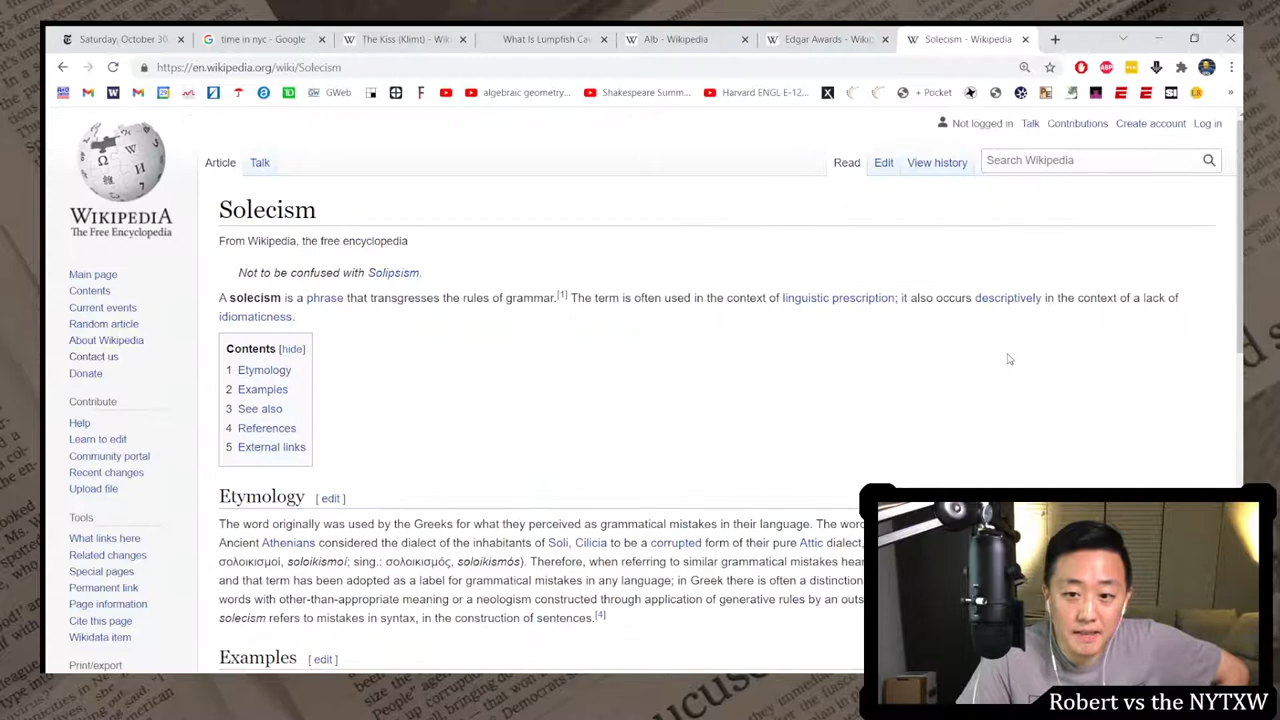 Saturday, October 30
time in nyc - Google
The Kiss (Klimt) - Wik
What Is Lumpfish Cav
Alb - Wikipedia
Edgar Awards - Wikip
Solecism - Wikipedia
https://en.wikipedia.org/wiki/Solecism
GWeb
algebraic geometry...
Shakespeare Summ...
Harvard ENGL E-12...
+ Pocket
Not logged in Talk Contributions Create account Log in
Article Talk Read Edit View history Search Wikipedia
WIKIPEDIA
The Free Encyclopedia
Main page
Contents
Current events
Random article
About Wikipedia
Contact us
Donate
Contribute
Help
Learn to edit
Community portal
Recent changes
Upload file
Tools
What links here
Related changes
Special pages
Permanent link
Page information
Cite this page
Wikidata item
Print/export
Solecism
From Wikipedia, the free encyclopedia
Not to be confused with Solipsism.
A solecism is a phrase that transgresses the rules of grammar.[1] The term is often used in the context of linguistic prescription; it also occurs descriptively in the context of a lack of
idiomaticness.
Contents [hide]
1 Etymology
2 Examples
3 See also
4 References
5 External links
Etymology [ edit ]
The word originally was used by the Greeks for what they perceived as grammatical mistakes in their language. The word
Ancient Athenians considered the dialect of the inhabitants of Soli, Cilicia to be a corrupted form of their pure Attic dialect,
σολοικισμοί, soloikismoí; sing.: σολοικισμός, soloikismós). Therefore, when referring to similar grammatical mistakes hear
and that term has been adopted as a label for grammatical mistakes in any language; in Greek there is often a distinction
words with other-than-appropriate meaning or a neologism constructed through application of generative rules by an outs
solecism refers to mistakes in syntax, in the construction of sentences.[4]
Examples [ edit ]
Robert vs the NYTXW